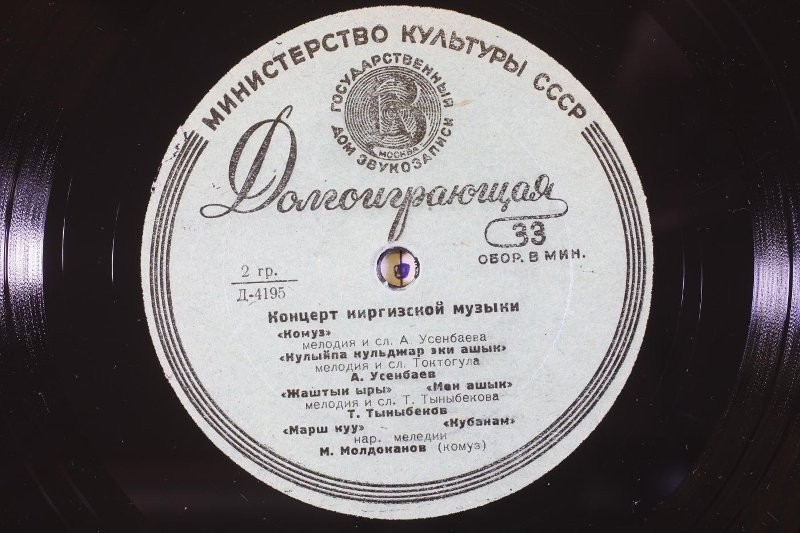 МИНИСТЕРСТВО КУЛЬТУРЫ СССР
ГОСУДАРСТВЕННЫЙ
ДОМ ЗВУКОЗАПИСИ
МОСКВА
Долгоиграющая
33
ОБОР. В МИН.
2 гр.
Д-4195
Концерт киргизской музыки
«Комуз»
мелодия и сл. А. Усенбаева
«Кулыйпа кульджар эки ашык»
мелодия и сл. Токтогула
А. Усенбаев
«Жаштык ыры» «Мен ашык»
мелодия и сл. Т. Тыныбекова
Т. Тыныбеков
«Марш куу» «Кубанам»
нар. меледии
М. Молдоканов (комуз)